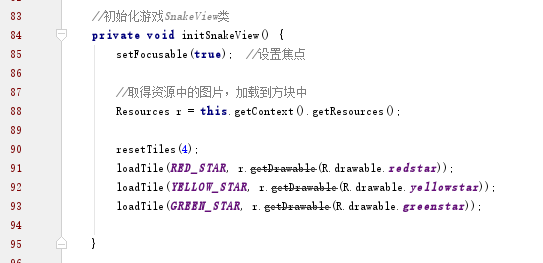 83 //初始化游戏SnakeView类
84 private void initSnakeView() {
85 setFocusable(true); //设置焦点
86
87 //取得资源中的图片，加载到方块中
88 Resources r = this.getContext().getResources();
89
90 resetTiles(4);
91 loadTile(RED_STAR, r.getDrawable(R.drawable.redstar));
92 loadTile(YELLOW_STAR, r.getDrawable(R.drawable.yellowstar));
93 loadTile(GREEN_STAR, r.getDrawable(R.drawable.greenstar));
94
95 }